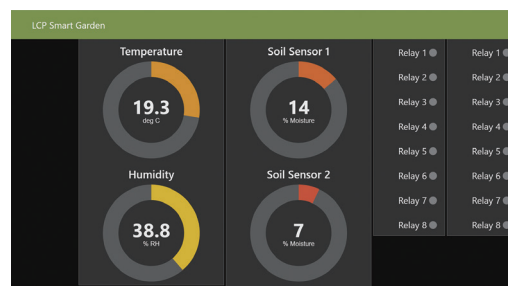 LCP Smart Garden
Temperature
19.3
deg C
Humidity
38.8
% RH
Soil Sensor 1
14
% Moisture
Soil Sensor 2
7
% Moisture
Relay 1
Relay 2
Relay 3
Relay 4
Relay 5
Relay 6
Relay 7
Relay 8
Relay 1
Relay 2
Relay 3
Relay 4
Relay 5
Relay 6
Relay 7
Relay 8